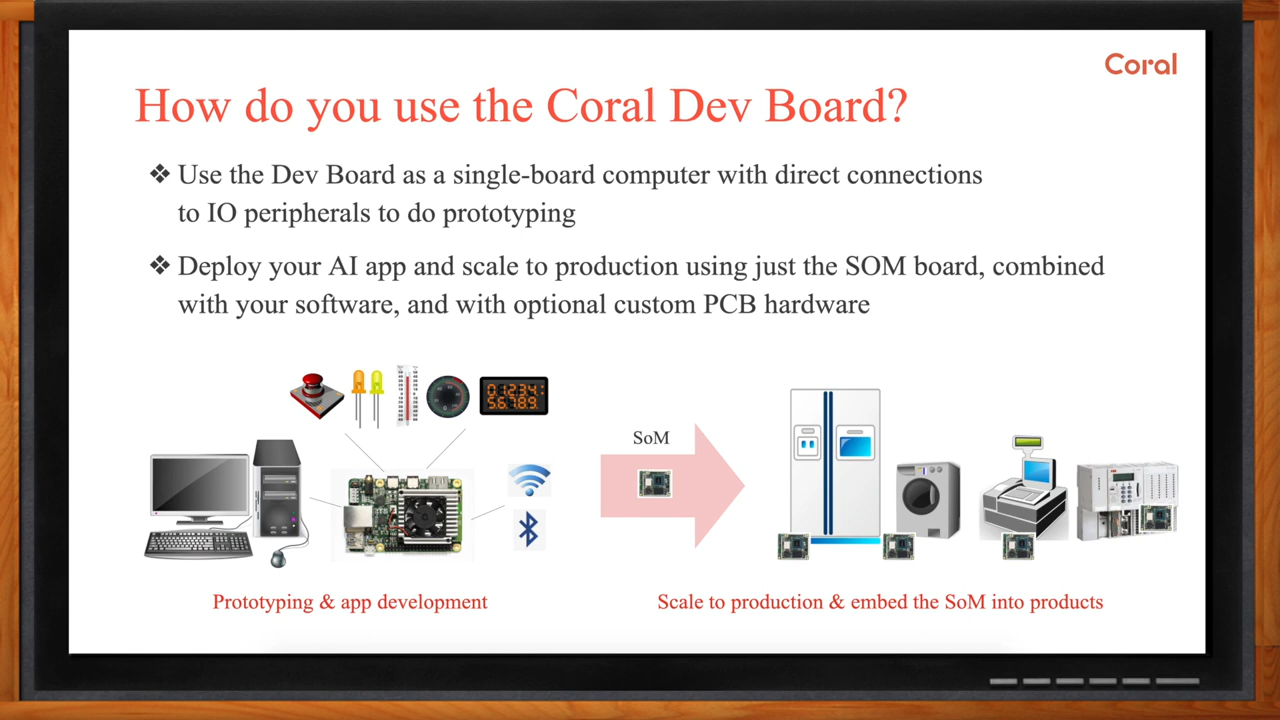 Coral
How do you use the Coral Dev Board?
❖ Use the Dev Board as a single-board computer with direct connections
to IO peripherals to do prototyping
❖ Deploy your AI app and scale to production using just the SOM board, combined
with your software, and with optional custom PCB hardware
01234
56789
SoM
Prototyping & app development
Scale to production & embed the SoM into products